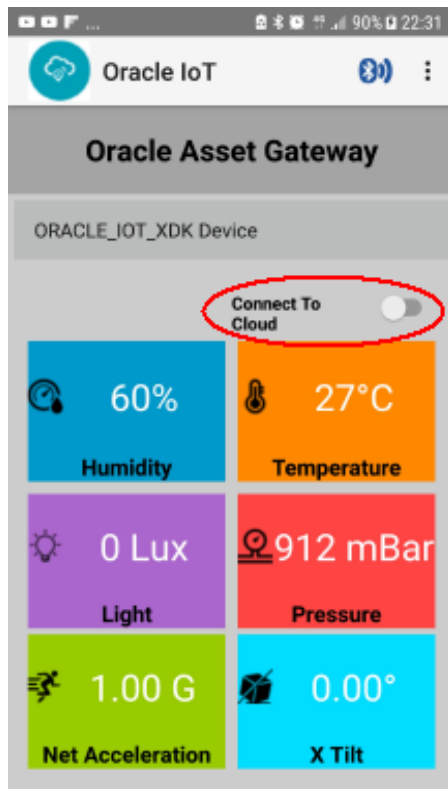 ... 90% 22:31
Oracle IoT
Oracle Asset Gateway
ORACLE_IOT_XDK Device
Connect To
Cloud
60% 27°C
Humidity Temperature
0 Lux 912 mBar
Light Pressure
1.00 G 0.00°
Net Acceleration X Tilt